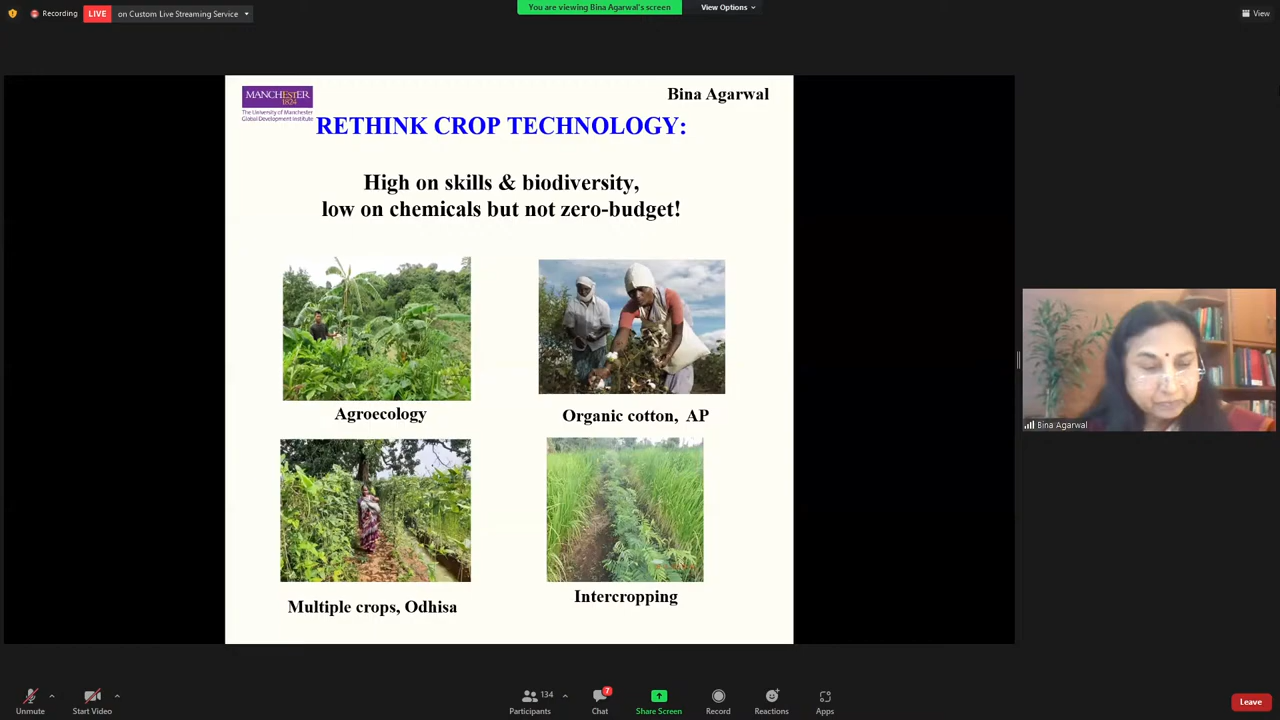 Recording
LIVE
on Custom Live Streaming Service
You are viewing Bina Agarwal's screen
View Options
View
MANCHESTER
1824
The University of Manchester
Global Development Institute
Bina Agarwal
RETHINK CROP TECHNOLOGY:
High on skills & biodiversity,
low on chemicals but not zero-budget!
Agroecology
Organic cotton, AP
Multiple crops, Odhisa
Intercropping
Bina Agarwal
Unmute
Start Video
Participants
134
Chat
7
Share Screen
Record
Reactions
Apps
Leave